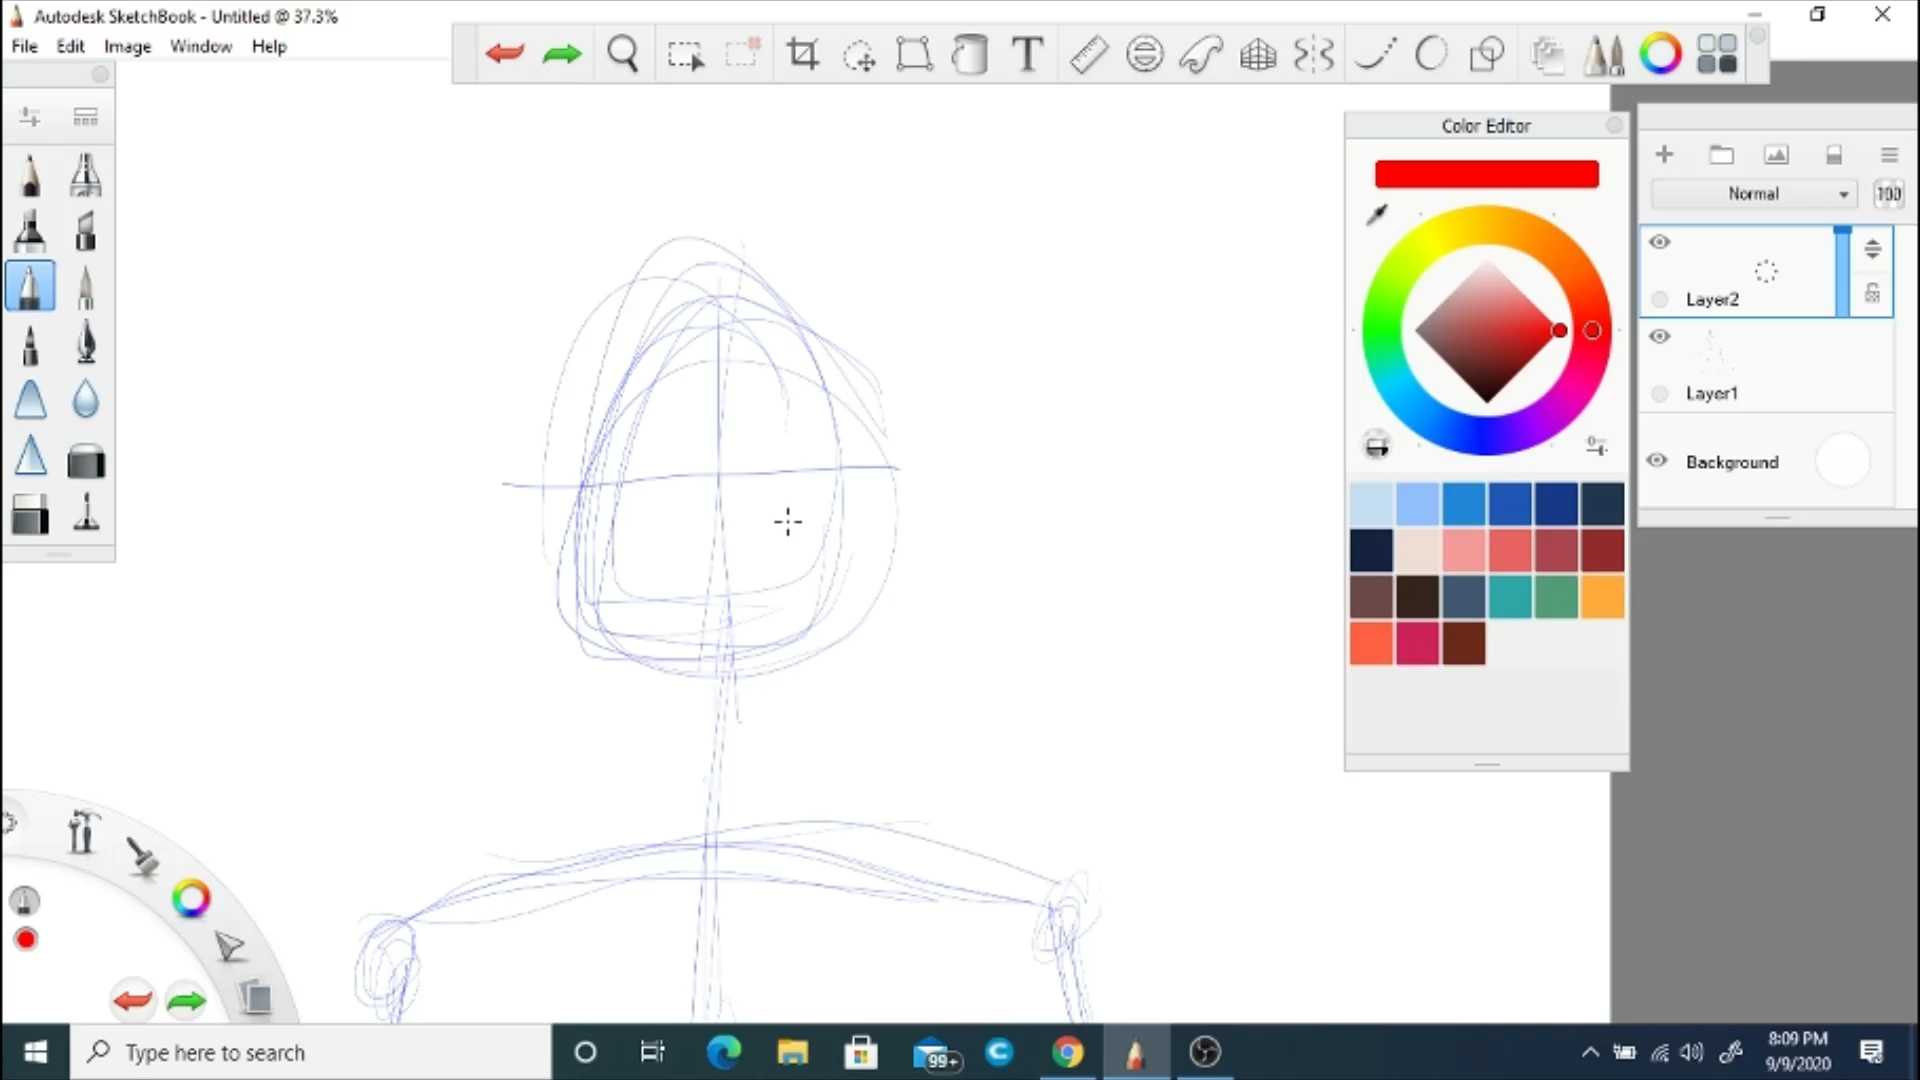 Autodesk SketchBook - Untitled @ 37.3%
File Edit Image Window Help
T
Color Editor
Normal 100
Layer2
Layer1
Background
Type here to search
99+
8:09 PM
9/9/2020